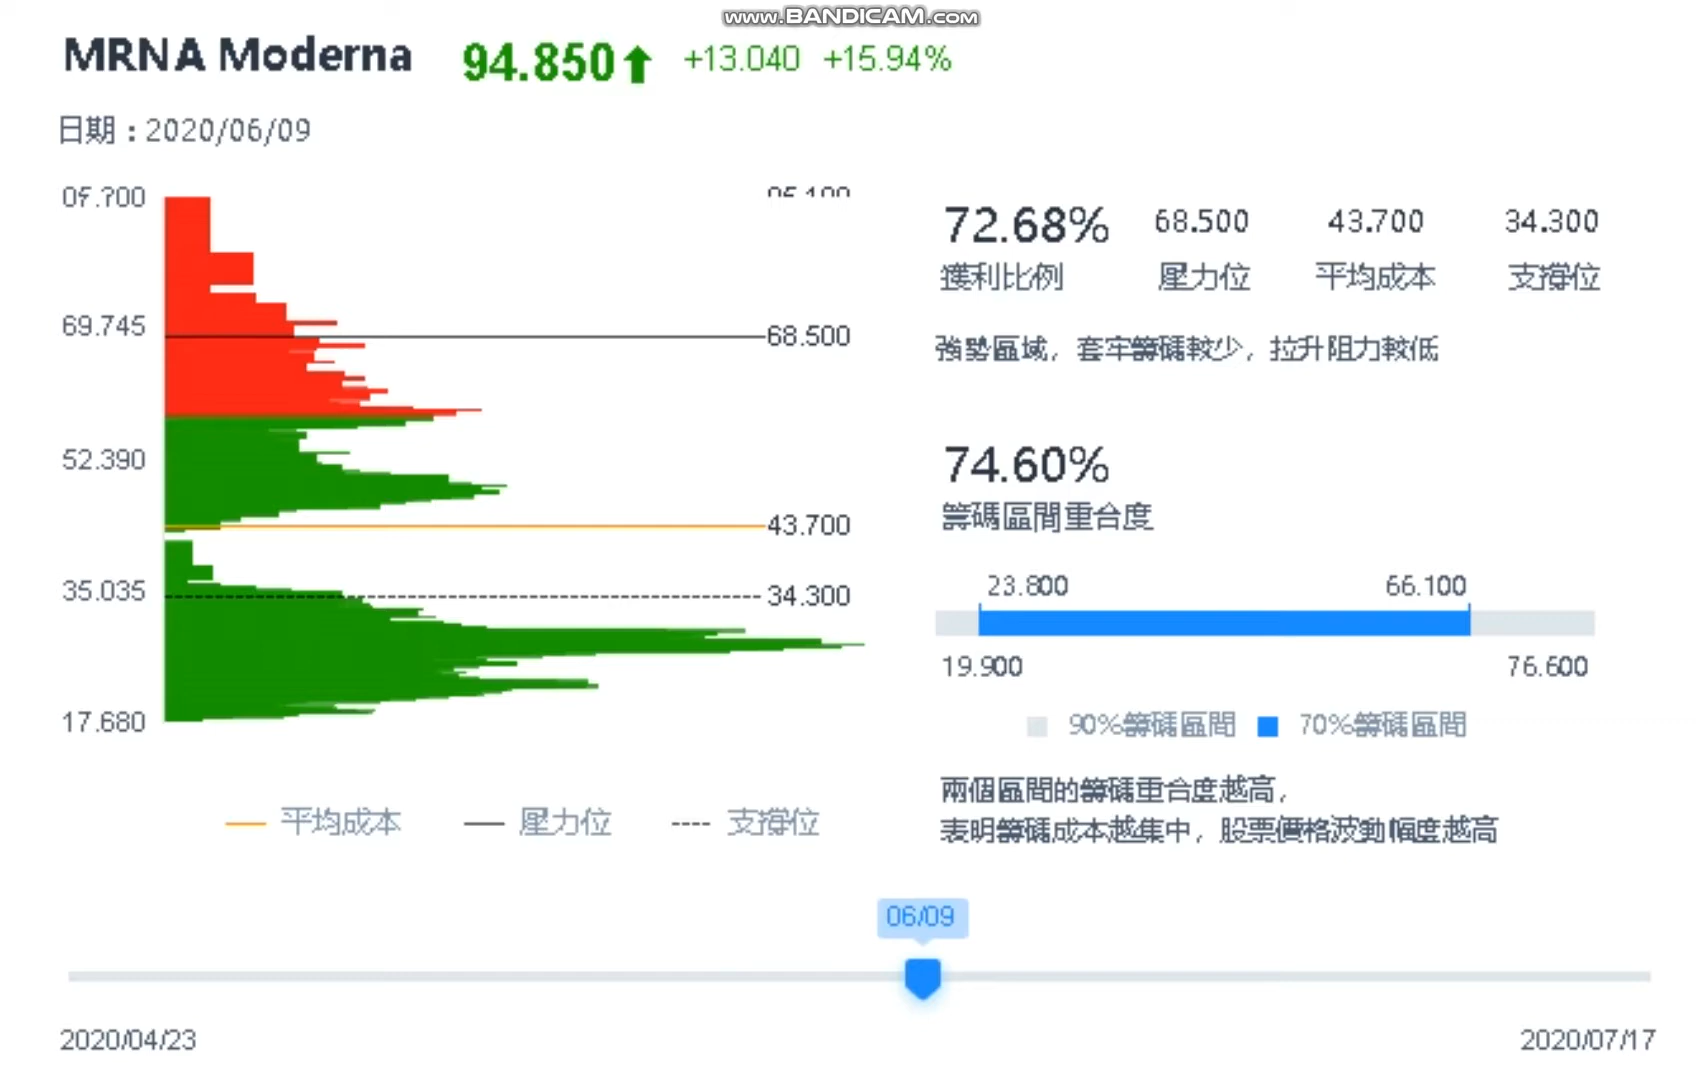 www.BANDICAM.com
MRNA Moderna 94.850 +13.040 +15.94%
日期：2020/06/09
69.745
52.390
35.035
17.680
68.500
43.700
34.300
平均成本 壓力位 支撐位
72.68% 68.500 43.700 34.300
獲利比例 壓力位 平均成本 支撐位
強勢區域，套牢籌碼較少，拉升阻力較低
74.60%
籌碼區間重合度
23.800 66.100
19.900 76.600
90%籌碼區間 70%籌碼區間
兩個區間的籌碼重合度越高，
表明籌碼成本越集中，股票價格波動幅度越高
06/09
2020/04/23 2020/07/17